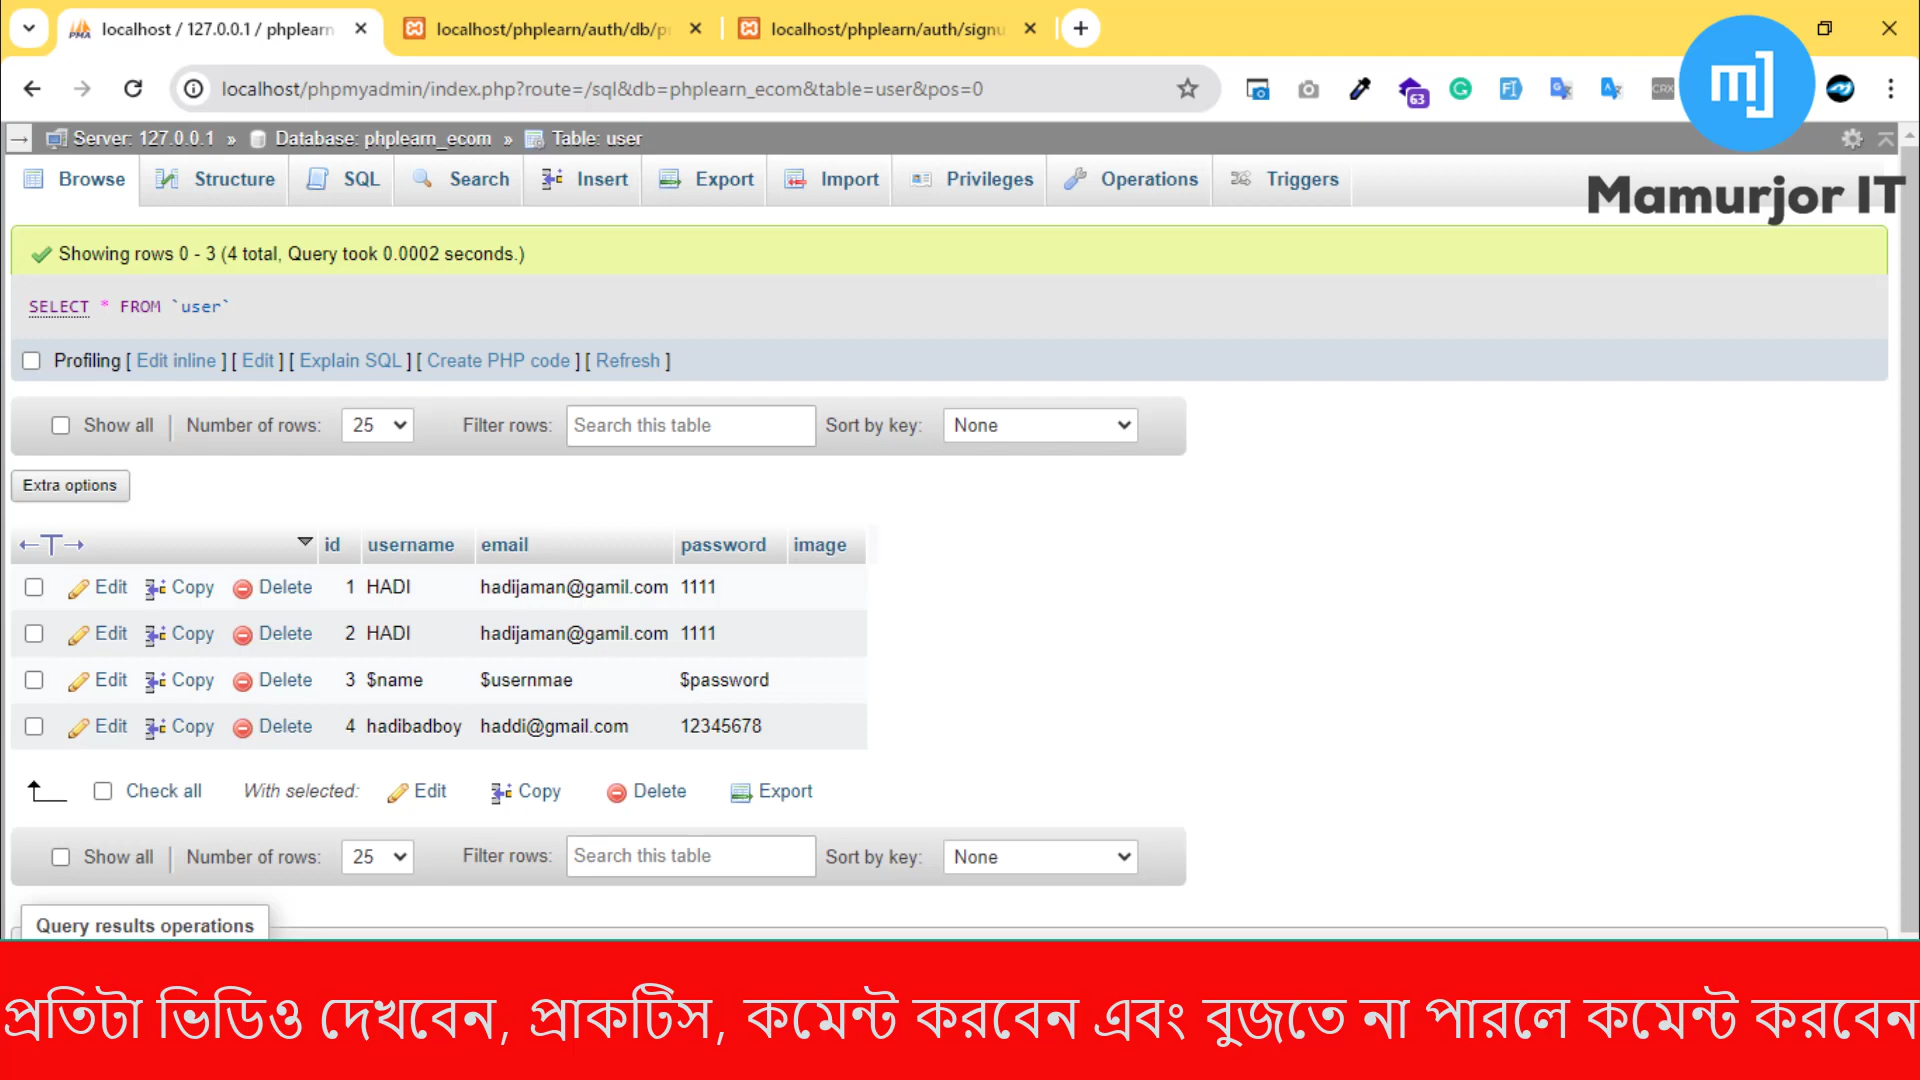 localhost / 127.0.0.1 / phplearn
localhost/phplearn/auth/db/pr
localhost/phplearn/auth/signu
localhost/phpmyadmin/index.php?route=/sql&db=phplearn_ecom&table=user&pos=0
63
CRX
mj
Server: 127.0.0.1 » Database: phplearn_ecom » Table: user
Browse Structure SQL Search Insert Export Import Privileges Operations Triggers
Mamurjor IT
Showing rows 0 - 3 (4 total, Query took 0.0002 seconds.)
SELECT * FROM `user`
Profiling [ Edit inline ] [ Edit ] [ Explain SQL ] [ Create PHP code ] [ Refresh ]
Show all | Number of rows: 25 Filter rows: Search this table Sort by key: None
Extra options
←T→ id username email password image
Edit Copy Delete 1 HADI hadijaman@gamil.com 1111
Edit Copy Delete 2 HADI hadijaman@gamil.com 1111
Edit Copy Delete 3 $name $usernmae $password
Edit Copy Delete 4 hadibadboy haddi@gmail.com 12345678
Check all With selected: Edit Copy Delete Export
Show all | Number of rows: 25 Filter rows: Search this table Sort by key: None
Query results operations
প্রতিটা ভিডিও দেখবেন, প্রাকটিস, কমেন্ট করবেন এবং বুজতে না পারলে কমেন্ট করবেন